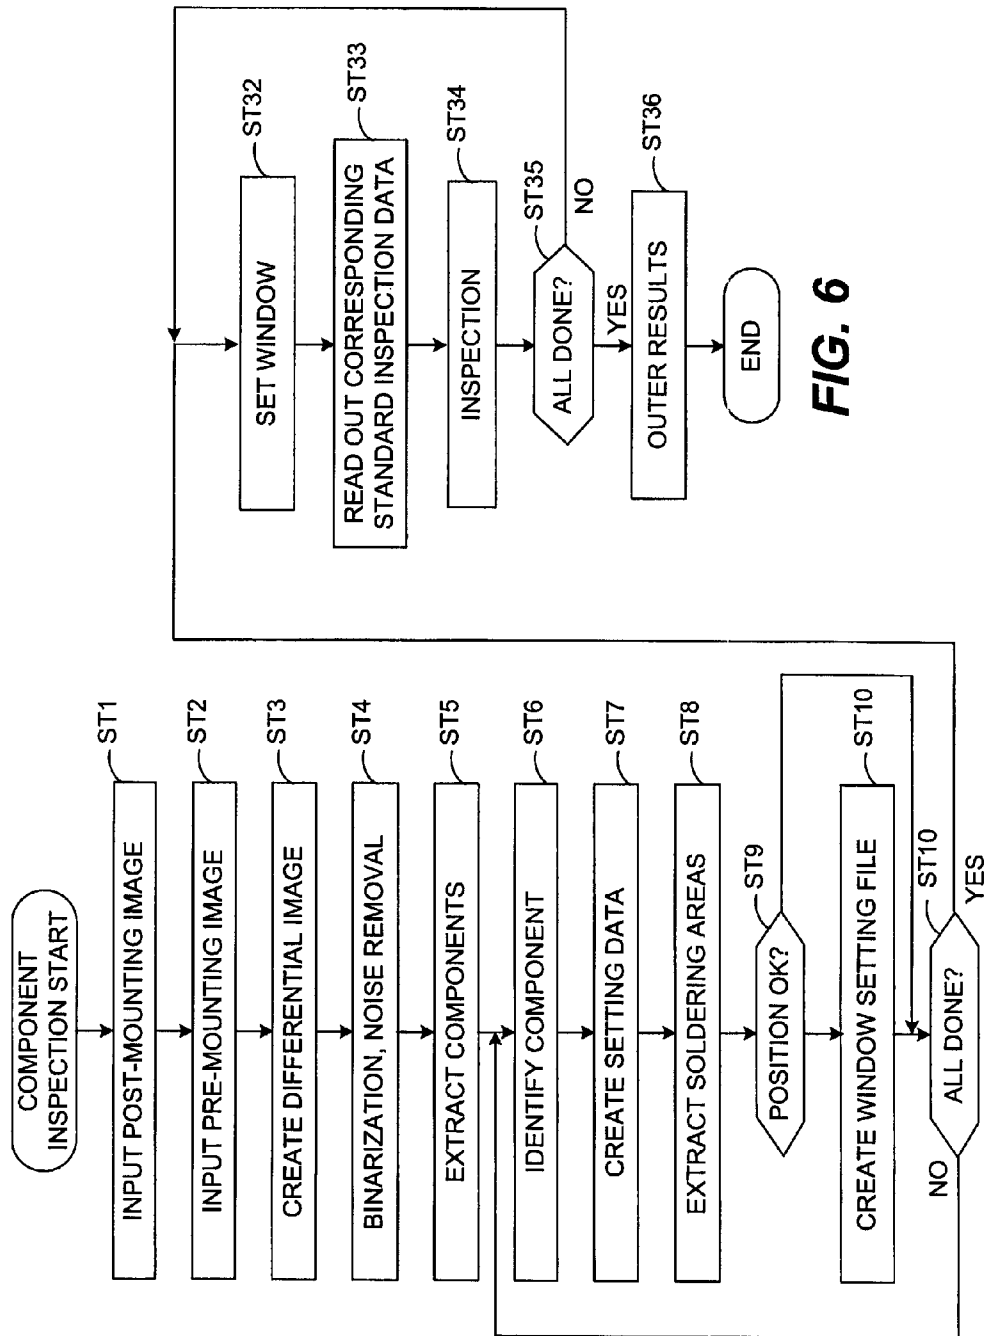 COMPONENT
INSPECTION START
INPUT POST-MOUNTING IMAGE
ST1
INPUT PRE-MOUNTING IMAGE
ST2
CREATE DIFFERENTIAL IMAGE
ST3
BINARIZATION, NOISE REMOVAL
ST4
EXTRACT COMPONENTS
ST5
IDENTIFY COMPONENT
ST6
CREATE SETTING DATA
ST7
EXTRACT SOLDERING AREAS
ST8
POSITION OK?
ST9
CREATE WINDOW SETTING FILE
ST10
ALL DONE?
ST10
NO
YES
SET WINDOW
ST32
READ OUT CORRESPONDING
STANDARD INSPECTION DATA
ST33
INSPECTION
ST34
ALL DONE?
ST35
NO
YES
OUTER RESULTS
ST36
END
FIG. 6